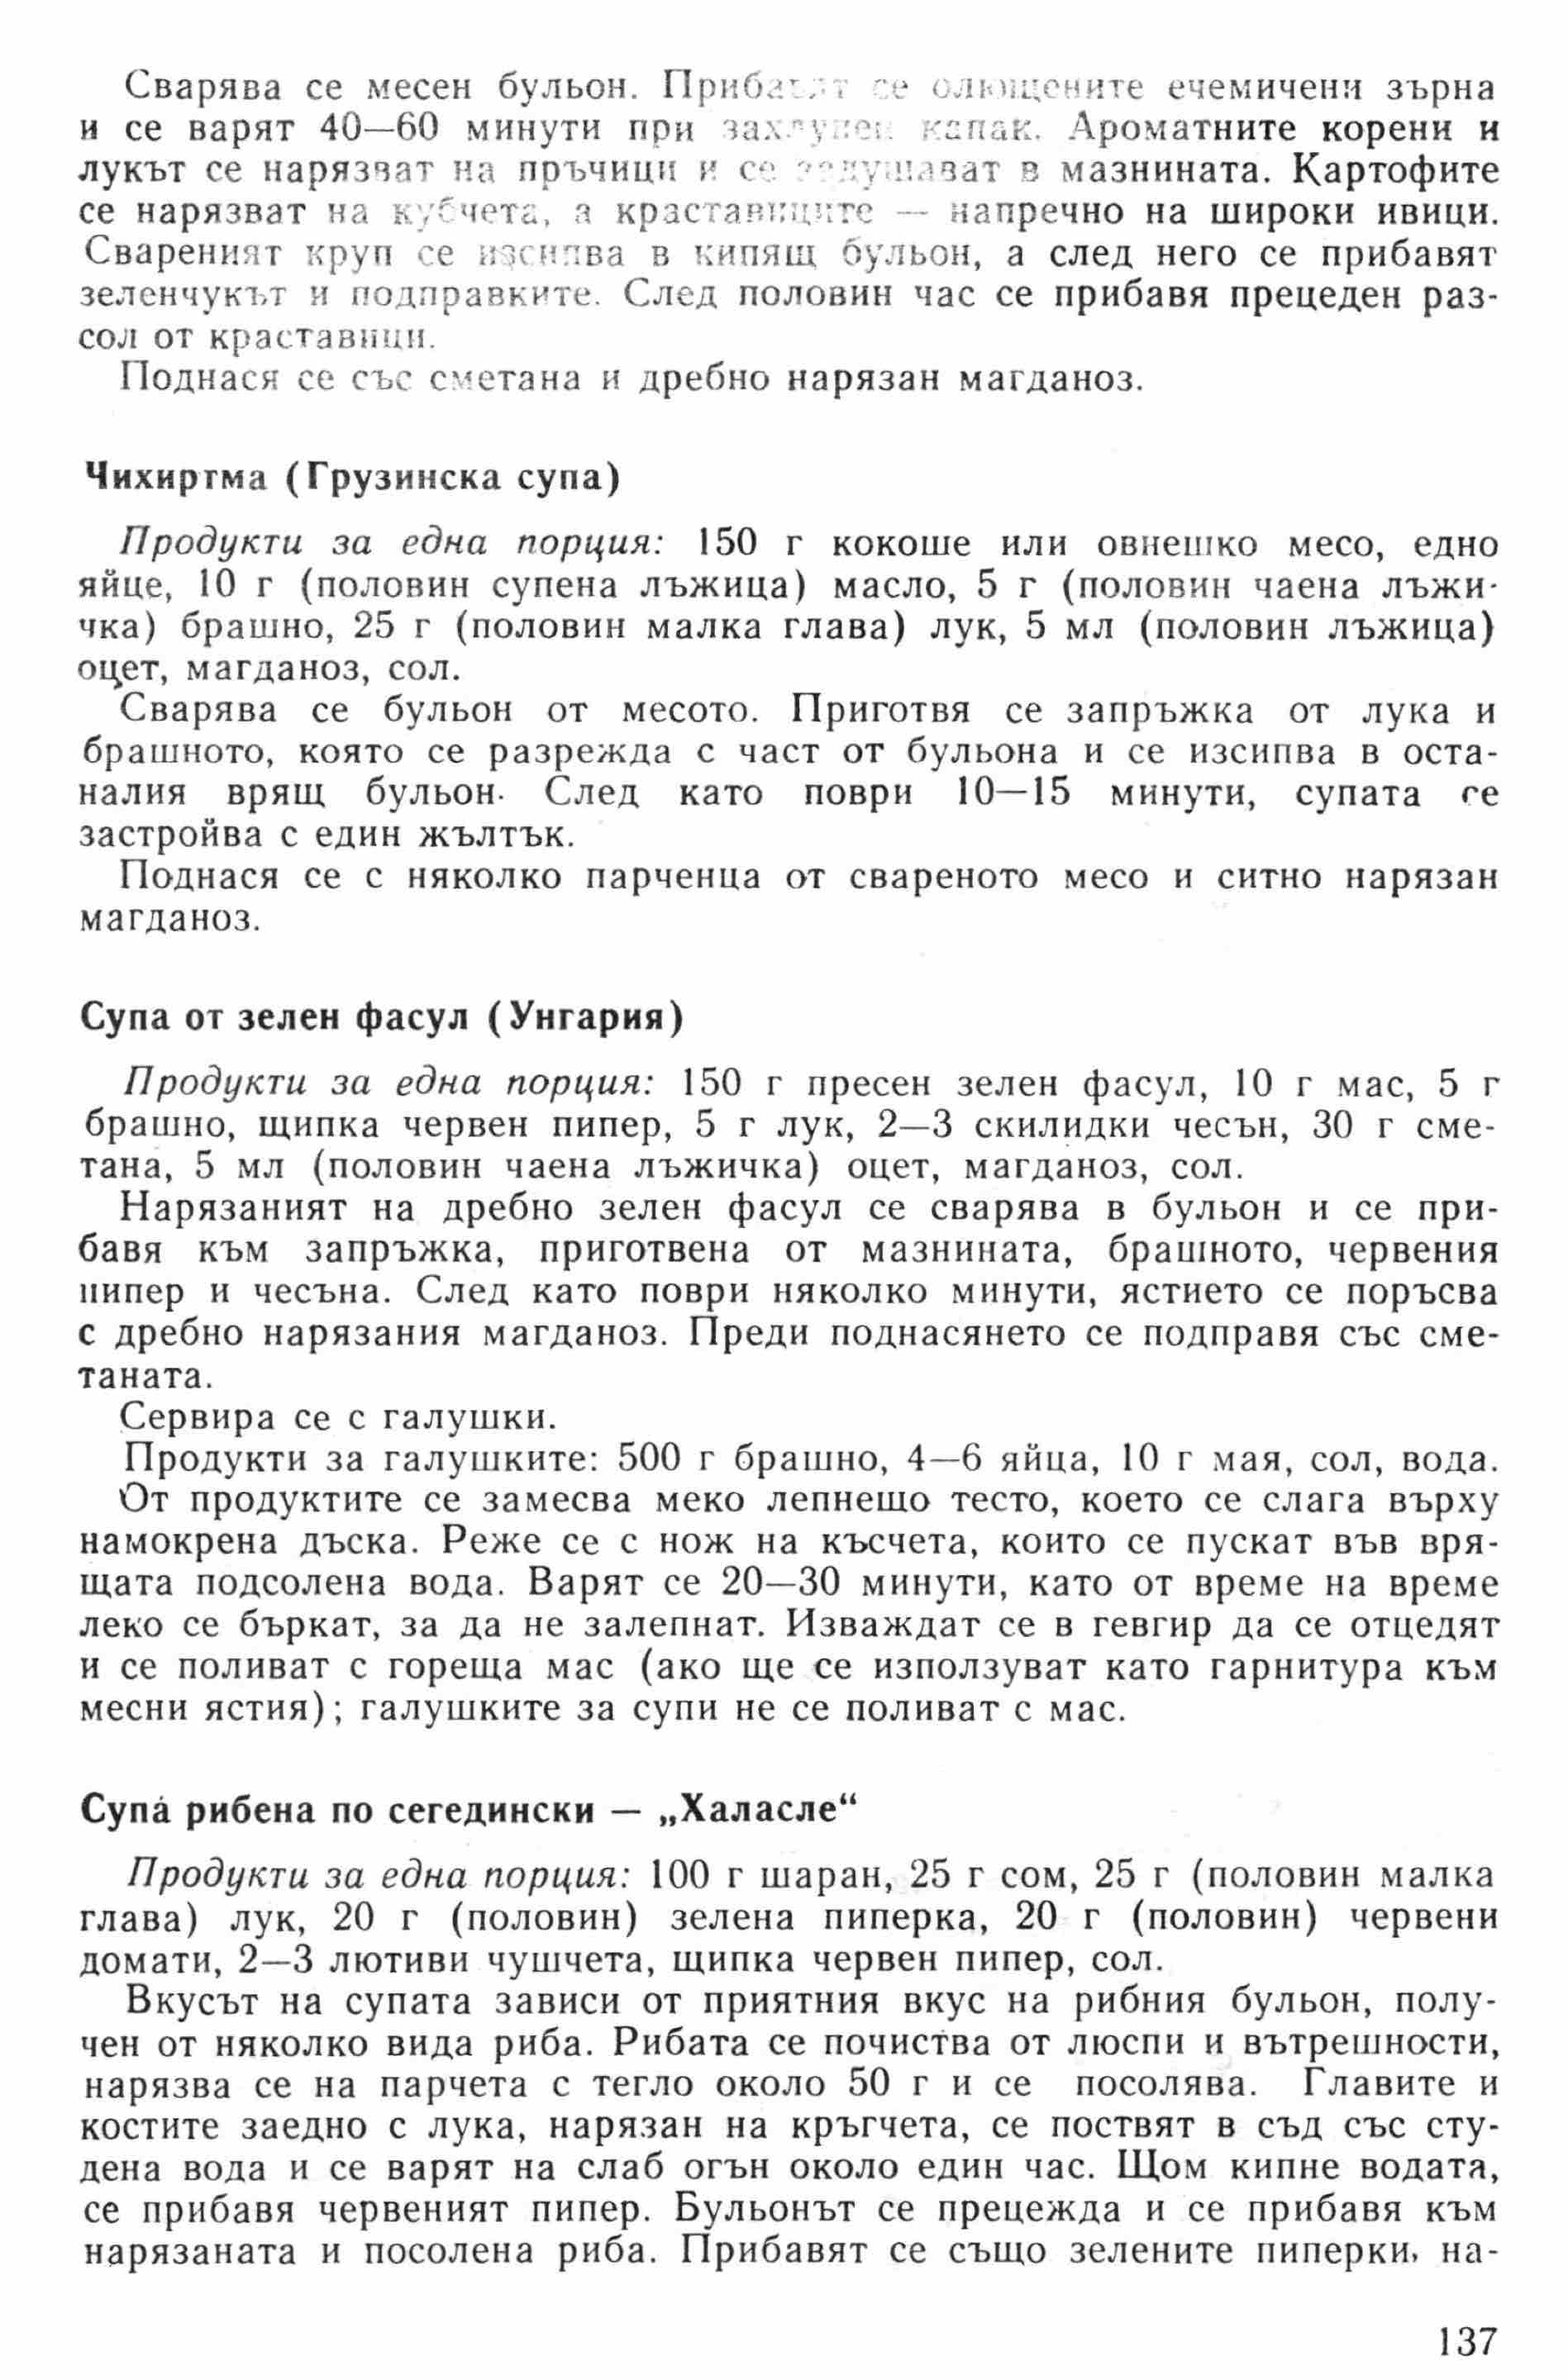 Сварява се месен бульон. Прибавят се олющените ечемичени зърна
и се варят 40—60 минути при захлупен капак. Ароматните корени и
лукът се нарязват на пръчици и се задушават в мазнината. Картофите
се нарязват на кубчета, а краставиците — напречно на широки ивици.
Свареният круп се изсипва в кипящ бульон, а след него се прибавят
зеленчукът и подправките. След половин час се прибавя прецеден раз-
сол от краставици.
Поднася се със сметана и дребно нарязан магданоз.
Чихиртма (Грузинска супа)
Продукти за една порция: 150 г кокоше или овнешко месо, едно
яйце, 10 г (половин супена лъжица) масло, 5 г (половин чаена лъжи-
чка) брашно, 25 г (половин малка глава) лук, 5 мл (половин лъжица)
оцет, магданоз, сол.
Сварява се бульон от месото. Приготвя се запръжка от лука и
брашното, която се разрежда с част от бульона и се изсипва в оста-
налия врящ бульон. След като поври 10—15 минути, супата се
застройва с един жълтък.
Поднася се с няколко парченца от свареното месо и ситно нарязан
магданоз.
Супа от зелен фасул (Унгария)
Продукти за една порция: 150 г пресен зелен фасул, 10 г мас, 5 г
брашно, щипка червен пипер, 5 г лук, 2—3 скилидки чесън, 30 г сме-
тана, 5 мл (половин чаена лъжичка) оцет, магданоз, сол.
Нарязаният на дребно зелен фасул се сварява в бульон и се при-
бавя към запръжка, приготвена от мазнината, брашното, червения
пипер и чесъна. След като поври няколко минути, ястието се поръсва
с дребно нарязания магданоз. Преди поднасянето се подправя със сме-
таната.
Сервира се с галушки.
Продукти за галушките: 500 г брашно, 4—6 яйца, 10 г мая, сол, вода.
От продуктите се замесва меко лепнещо тесто, което се слага върху
намокрена дъска. Реже се с нож на късчета, които се пускат във вря-
щата подсолена вода. Варят се 20—30 минути, като от време на време
леко се бъркат, за да не залепнат. Изваждат се в гевгир да се отцедят
и се поливат с гореща мас (ако ще се използуват като гарнитура към
месни ястия); галушките за супи не се поливат с мас.
Супа рибена по сегедински — „Халасле“
Продукти за една порция: 100 г шаран, 25 г сом, 25 г (половин малка
глава) лук, 20 г (половин) зелена пиперка, 20 г (половин) червени
домати, 2—3 лютиви чушчета, щипка червен пипер, сол.
Вкусът на супата зависи от приятния вкус на рибния бульон, полу-
чен от няколко вида риба. Рибата се почиства от люспи и вътрешности,
нарязва се на парчета с тегло около 50 г и се посолява. Главите и
костите заедно с лука, нарязан на кръгчета, се поствят в съд със сту-
дена вода и се варят на слаб огън около един час. Щом кипне водата,
се прибавя червеният пипер. Бульонът се прецежда и се прибавя към
нарязаната и посолена риба. Прибавят се също зелените пиперки, на-
137